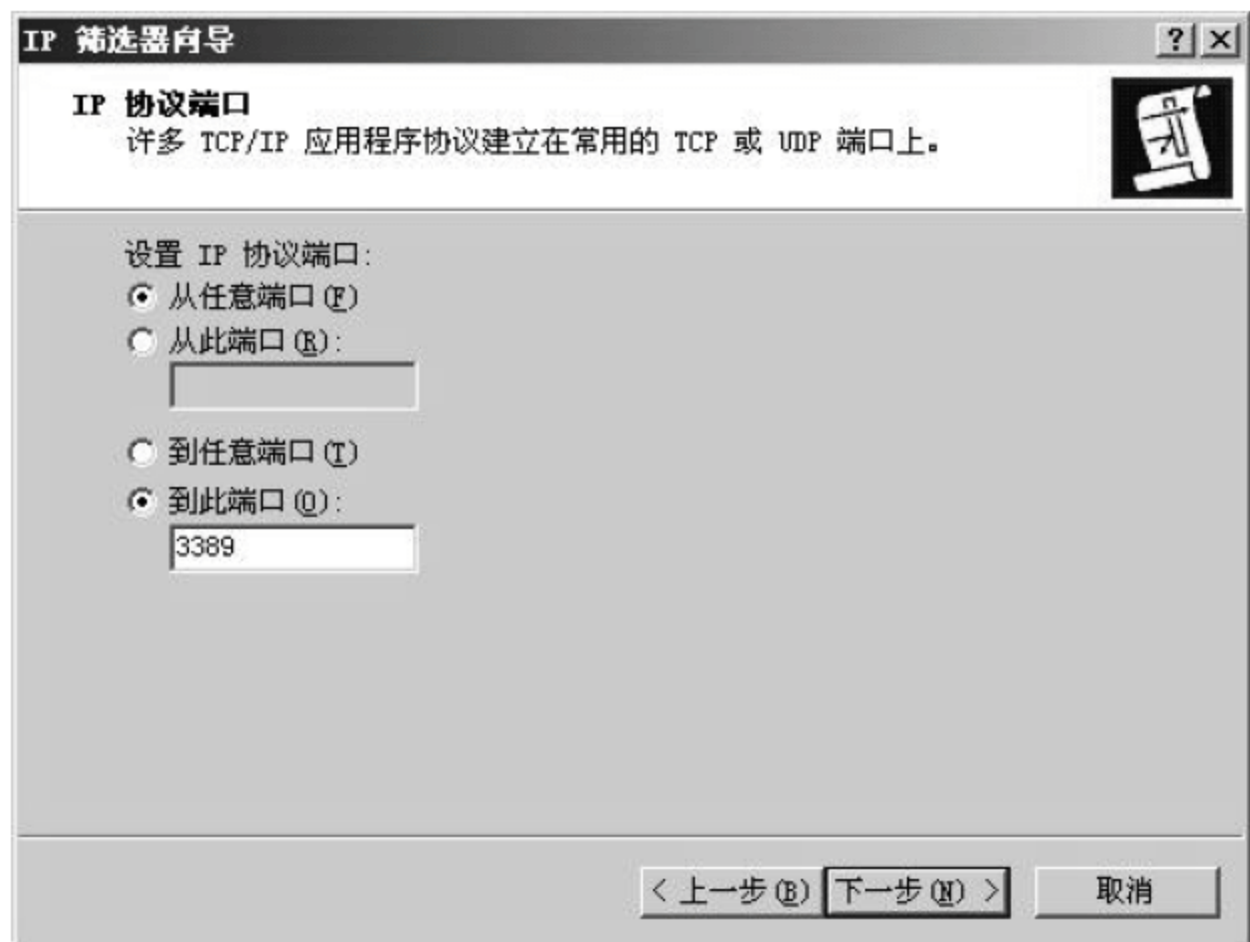 IP 筛选器向导
IP 协议端口
许多 TCP/IP 应用程序协议建立在常用的 TCP 或 UDP 端口上。
设置 IP 协议端口:
从任意端口(F)
从此端口(R):
到任意端口(T)
到此端口(O):
3389
< 上一步(B) 下一步(N) > 取消